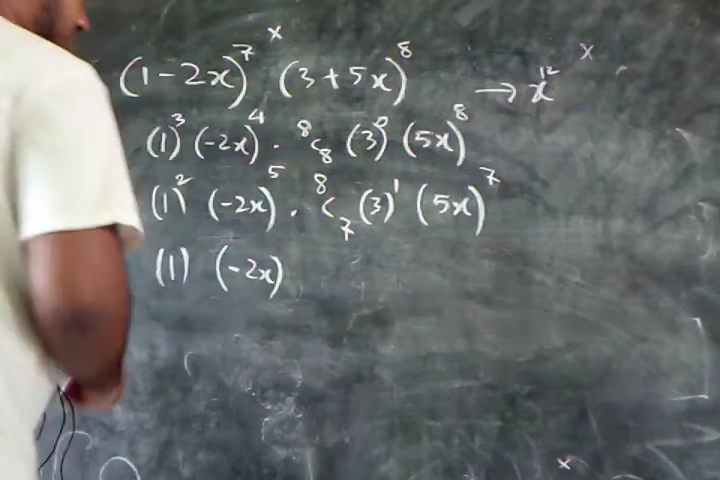 (1-2x)⁷ (3+5x)⁸ → x¹²
(1)³ (-2x)⁴ · ⁸C₈ (3)⁰ (5x)⁸
(1)² (-2x)⁵ · ⁸C₇ (3)¹ (5x)⁷
(1) (-2x)